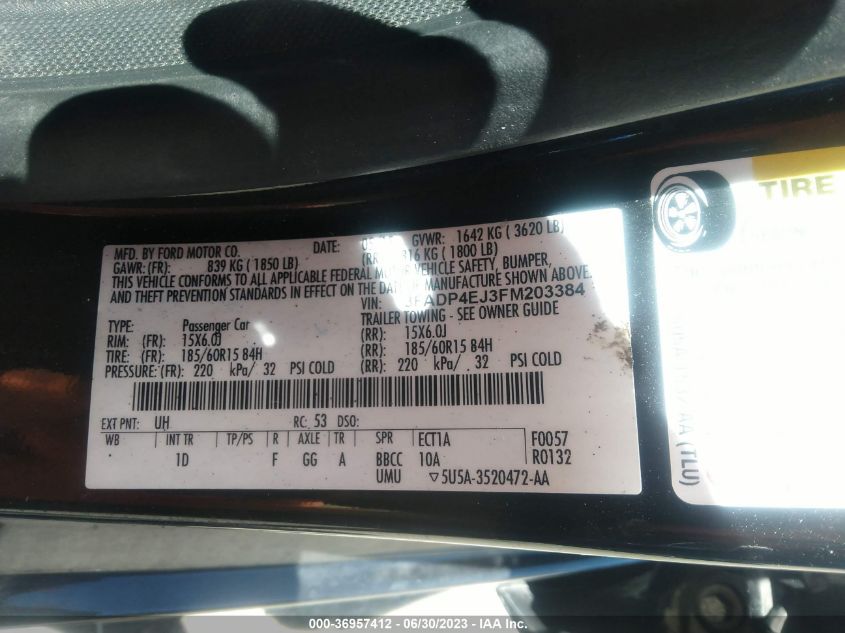 MFD. BY FORD MOTOR CO. DATE: GVWR: 1642 KG ( 3620 LB)
GAWR: (FR) 839 KG ( 1850 LB) KG ( 1800 LB)
THIS VEHICLE CONFORMS TO ALL APPLICABLE FEDERAL MOTOR VEHICLE SAFETY, BUMPER,
AND THEFT PREVENTION STANDARDS IN EFFECT ON THE DATE OF MANUFACTURE SHOWN ABOVE.
VIN: 3FADP4EJ3FM203384
TYPE: Passenger Car TRAILER TOWING - SEE OWNER GUIDE
RIM: (FR) 15X6.0J (RR): 15X6.0J
TIRE: (FR): 185/60R15 84H (RR) 185/60R15 84H
PRESSURE: (FR): 220 kPa/ 32 PSI COLD (RR): 220 kPa/ 32 PSI COLD
EXT PNT: UH RC: 53 DSO:
WB INT TR TP/PS R AXLE TR SPR ECT1A F0057
* 1D F GG A BBCC 10A R0132
UMU ▽5U5A-3520472-AA
TIRE
AA (TLU)
000-36957412 / 06/30/2023 - IAA Inc.